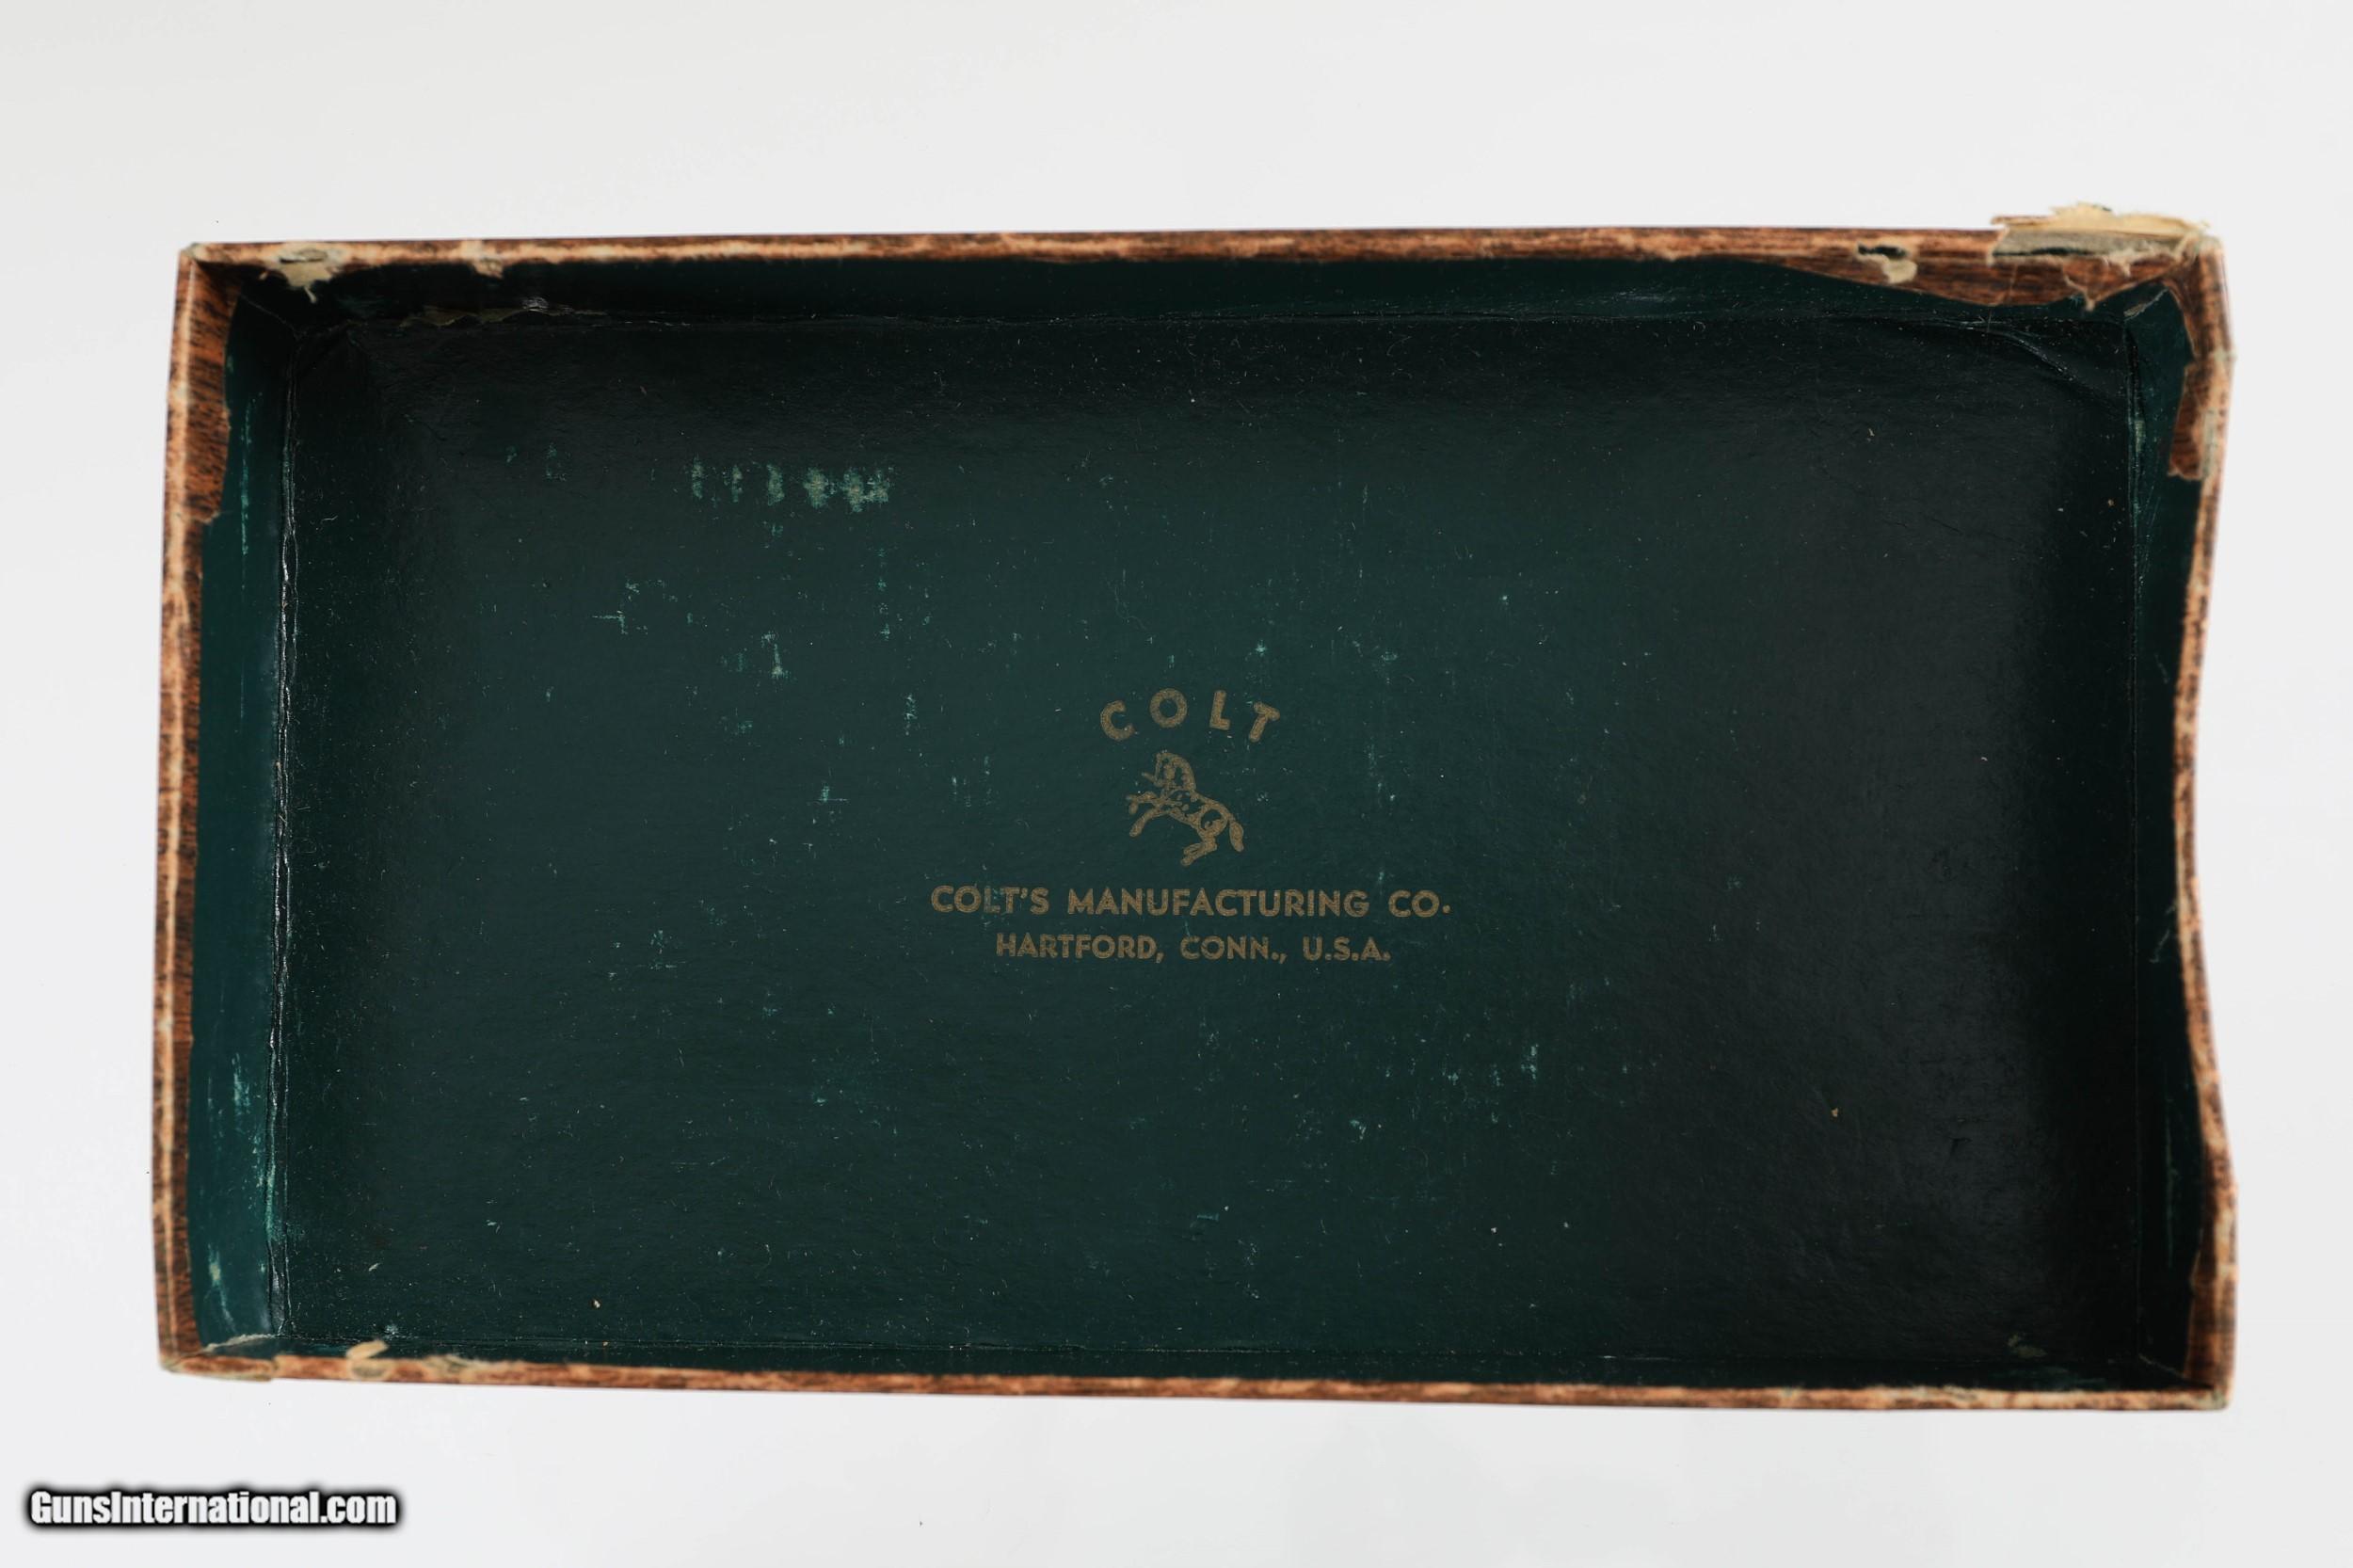 COLT
COLT'S MANUFACTURING CO.
HARTFORD, CONN., U.S.A.
GunsInternational.com